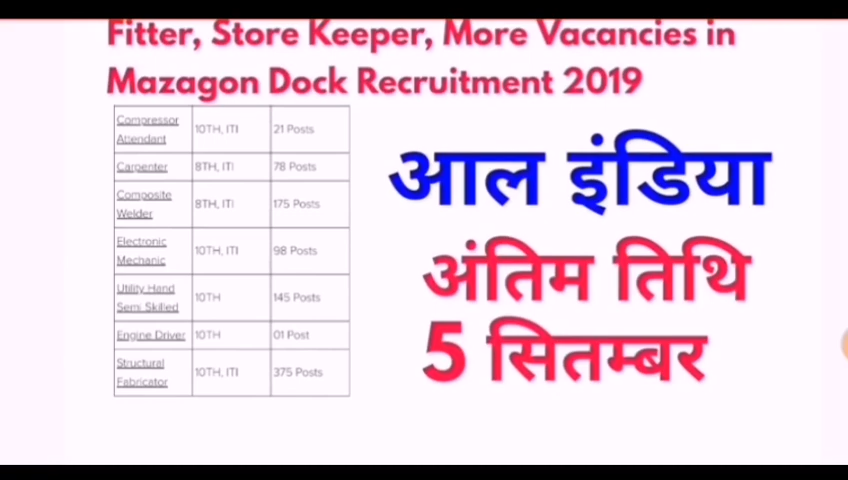 Fitter, Store Keeper, More Vacancies in
Mazagon Dock Recruitment 2019
Compressor
Attendant
10TH, ITI
21 Posts
Carpenter
8TH, ITI
78 Posts
Composite
Welder
8TH, ITI
175 Posts
Electronic
Mechanic
10TH, ITI
98 Posts
Utility Hand
Semi Skilled
10TH
145 Posts
Engine Driver
10TH
01 Post
Structural
Fabricator
10TH, ITI
375 Posts
आल इंडिया
अंतिम तिथि
5 सितम्बर